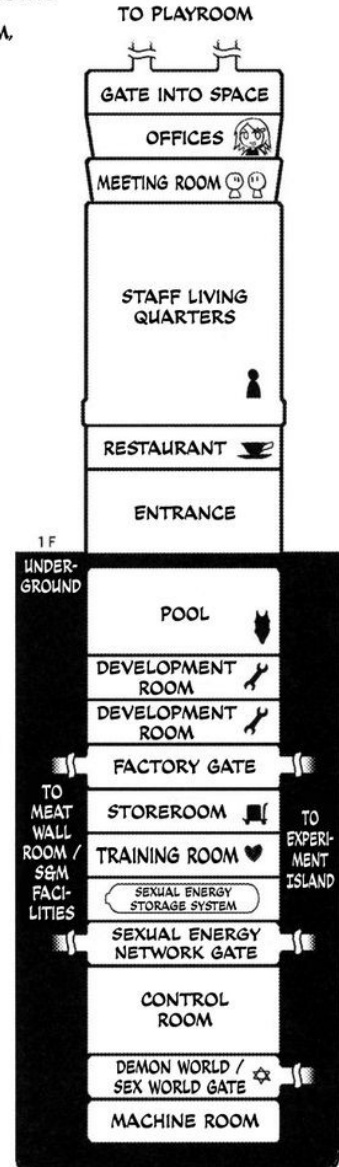 M,
TO PLAYROOM
GATE INTO SPACE
OFFICES
MEETING ROOM
STAFF LIVING
QUARTERS
RESTAURANT
ENTRANCE
1F
UNDER-
GROUND
POOL
DEVELOPMENT
ROOM
DEVELOPMENT
ROOM
FACTORY GATE
TO
MEAT
WALL
ROOM /
S&M
FACI-
LITIES
STOREROOM
TRAINING ROOM
SEXUAL ENERGY
STORAGE SYSTEM
TO
EXPERI-
MENT
ISLAND
SEXUAL ENERGY
NETWORK GATE
CONTROL
ROOM
DEMON WORLD /
SEX WORLD GATE
MACHINE ROOM